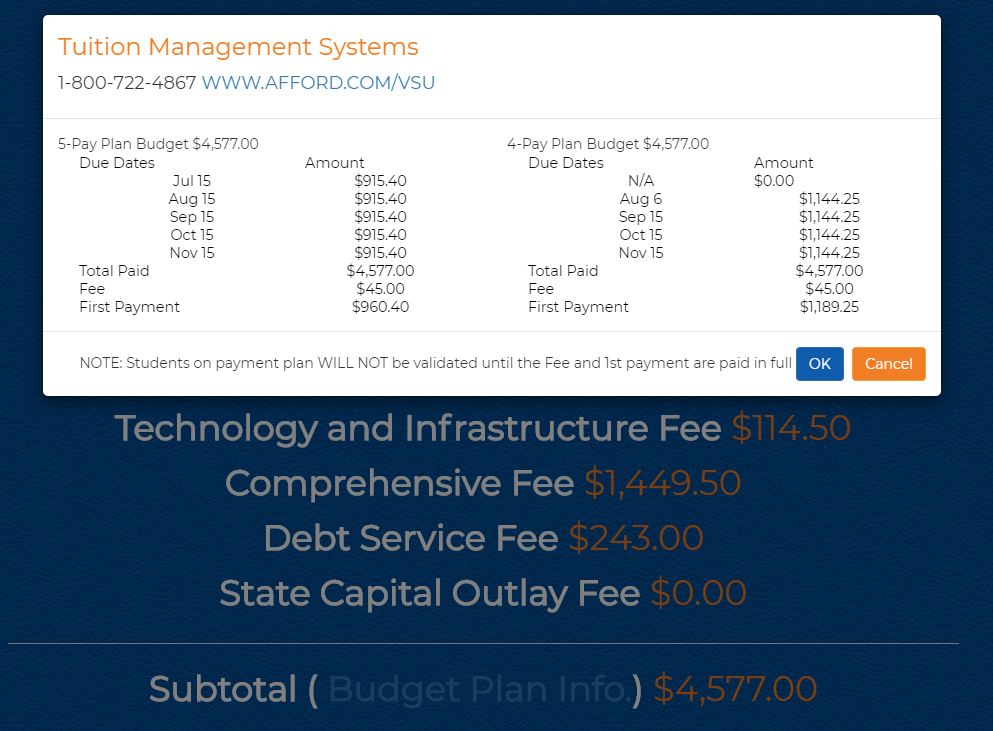 Tuition Management Systems
1-800-722-4867 WWW.AFFORD.COM/VSU
5-Pay Plan Budget $4,577.00
Due Dates Amount
Jul 15 $915.40
Aug 15 $915.40
Sep 15 $915.40
Oct 15 $915.40
Nov 15 $915.40
Total Paid $4,577.00
Fee $45.00
First Payment $960.40
4-Pay Plan Budget $4,577.00
Due Dates Amount
N/A $0.00
Aug 6 $1,144.25
Sep 15 $1,144.25
Oct 15 $1,144.25
Nov 15 $1,144.25
Total Paid $4,577.00
Fee $45.00
First Payment $1,189.25
NOTE: Students on payment plan WILL NOT be validated until the Fee and 1st payment are paid in full OK Cancel
Technology and Infrastructure Fee $114.50
Comprehensive Fee $1,449.50
Debt Service Fee $243.00
State Capital Outlay Fee $0.00
Subtotal ( Budget Plan Info.) $4,577.00